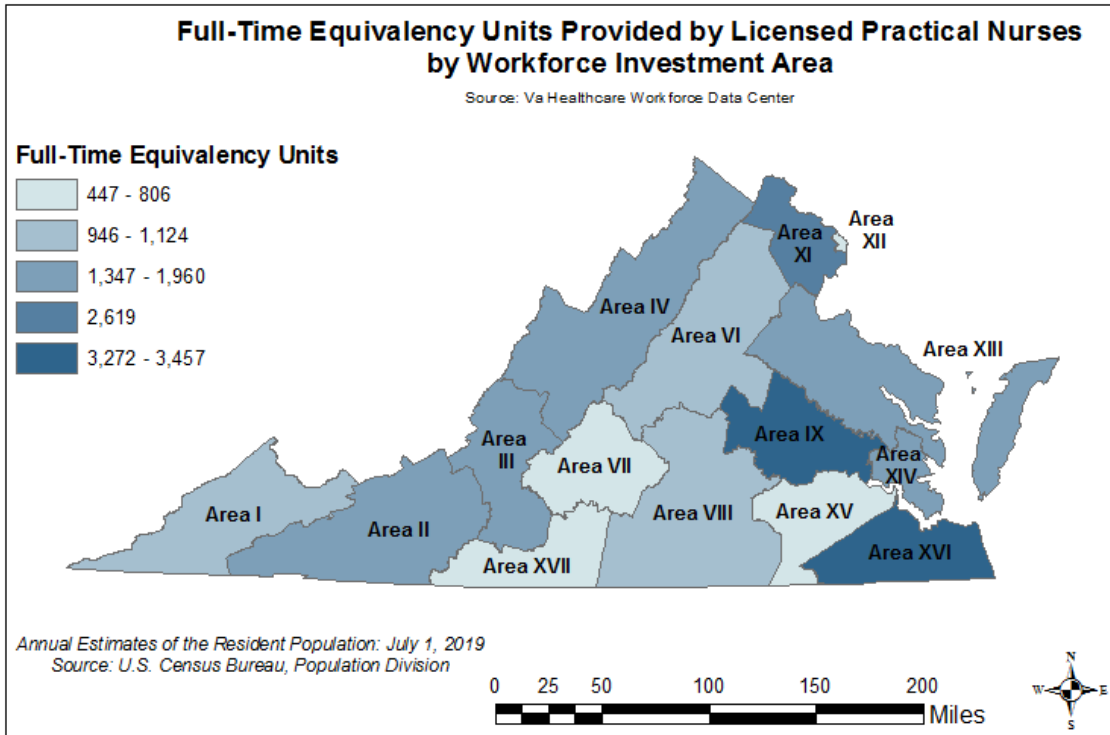 Full-Time Equivalency Units Provided by Licensed Practical Nurses
by Workforce Investment Area
Source: Va Healthcare Workforce Data Center
Full-Time Equivalency Units
447 - 806
946 - 1,124
1,347 - 1,960
2,619
3,272 - 3,457
Area
XI
Area
XII
Area IV
Area VI
Area XIII
Area
III
Area VII
Area IX
Area
XIV
Area I
Area II
Area VIII
Area XV
Area XVII
Area XVI
Annual Estimates of the Resident Population: July 1, 2019
Source: U.S. Census Bureau, Population Division
0 25 50 100 150 200
Miles
N
W E
S